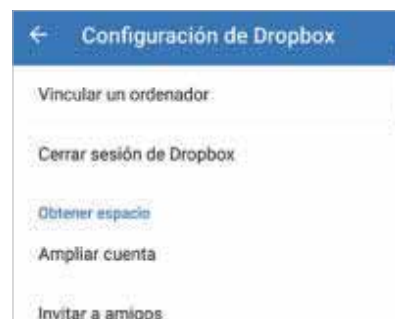 Configuración de Dropbox
Vincular un ordenador
Cerrar sesión de Dropbox
Obtener espacio
Ampliar cuenta
Invitar a amigos